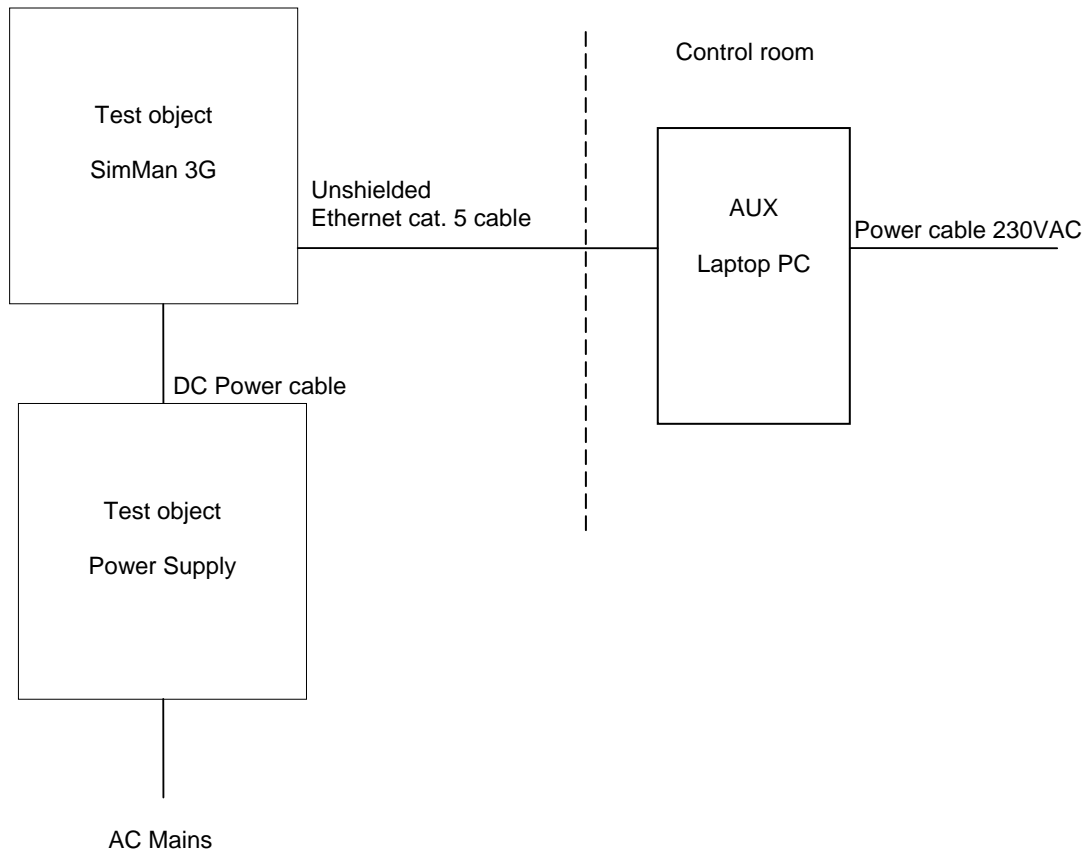 Control room
Test object
SimMan 3G
Unshielded
Ethernet cat. 5 cable
AUX
Laptop PC
Power cable 230VAC
DC Power cable
Test object
Power Supply
AC Mains